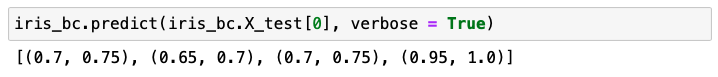 iris_bc.predict(iris_bc.X_test[0], verbose = True)
[(0.7, 0.75), (0.65, 0.7), (0.7, 0.75), (0.95, 1.0)]